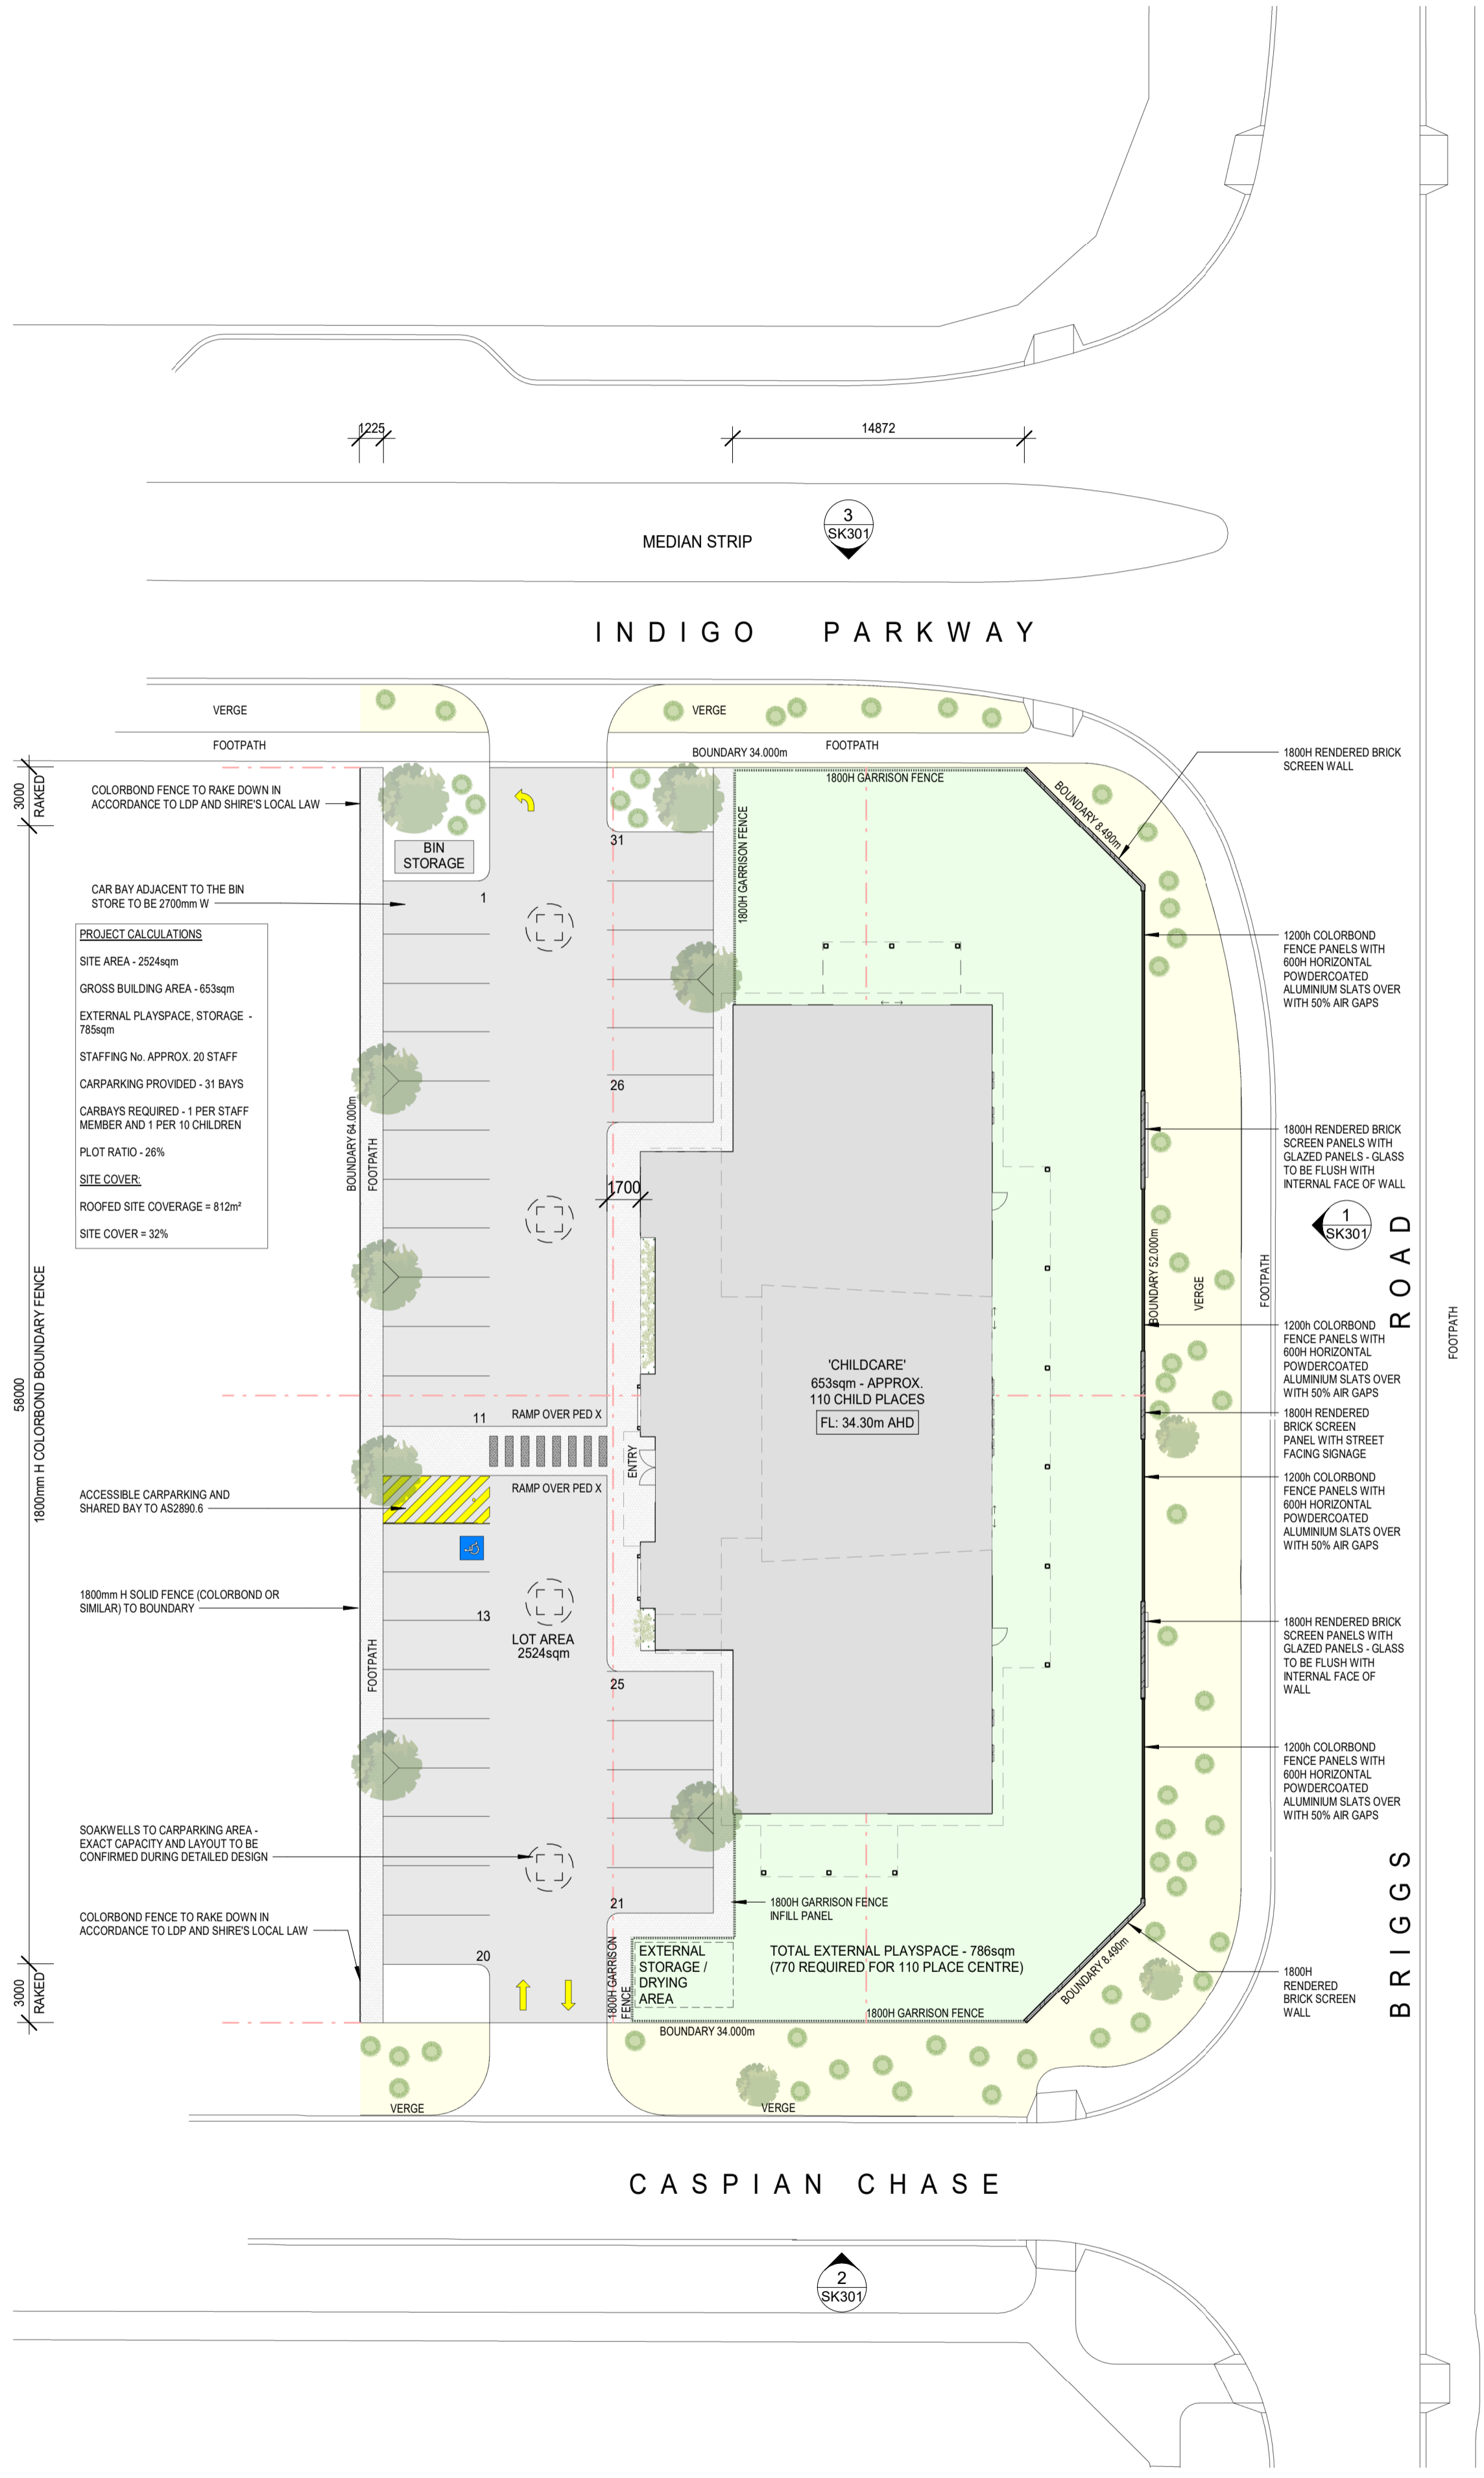 1225
14872
3
SK301
MEDIAN STRIP
INDIGO PARKWAY
VERGE
VERGE
FOOTPATH
BOUNDARY 34.000m
FOOTPATH
1800H RENDERED BRICK
SCREEN WALL
3000
RAKED
COLORBOND FENCE TO RAKE DOWN IN
ACCORDANCE TO LDP AND SHIRE'S LOCAL LAW
1800H GARRISON FENCE
BOUNDARY 8.490m
1800H GARRISON FENCE
BIN
STORAGE
31
CAR BAY ADJACENT TO THE BIN
STORE TO BE 2700mm W
1
PROJECT CALCULATIONS
SITE AREA - 2524sqm
GROSS BUILDING AREA - 653sqm
EXTERNAL PLAYSPACE, STORAGE -
785sqm
STAFFING No. APPROX. 20 STAFF
CARPARKING PROVIDED - 31 BAYS
CARBAYS REQUIRED - 1 PER STAFF
MEMBER AND 1 PER 10 CHILDREN
PLOT RATIO - 26%
SITE COVER:
ROOFED SITE COVERAGE = 812m²
SITE COVER = 32%
1200h COLORBOND
FENCE PANELS WITH
600H HORIZONTAL
POWDERCOATED
ALUMINIUM SLATS OVER
WITH 50% AIR GAPS
26
BOUNDARY 64.000m
FOOTPATH
1700
1800H RENDERED BRICK
SCREEN PANELS WITH
GLAZED PANELS - GLASS
TO BE FLUSH WITH
INTERNAL FACE OF WALL
1
SK301
BOUNDARY 52.000m
VERGE
FOOTPATH
BRIGGS ROAD
FOOTPATH
58000
1800mm H COLORBOND BOUNDARY FENCE
1200h COLORBOND
FENCE PANELS WITH
600H HORIZONTAL
POWDERCOATED
ALUMINIUM SLATS OVER
WITH 50% AIR GAPS
'CHILDCARE'
653sqm - APPROX.
110 CHILD PLACES
FL: 34.30m AHD
11
RAMP OVER PED X
ENTRY
RAMP OVER PED X
1800H RENDERED
BRICK SCREEN
PANEL WITH STREET
FACING SIGNAGE
1200h COLORBOND
FENCE PANELS WITH
600H HORIZONTAL
POWDERCOATED
ALUMINIUM SLATS OVER
WITH 50% AIR GAPS
ACCESSIBLE CARPARKING AND
SHARED BAY TO AS2890.6
1800mm H SOLID FENCE (COLORBOND OR
SIMILAR) TO BOUNDARY
13
LOT AREA
2524sqm
FOOTPATH
25
1800H RENDERED BRICK
SCREEN PANELS WITH
GLAZED PANELS - GLASS
TO BE FLUSH WITH
INTERNAL FACE OF
WALL
1200h COLORBOND
FENCE PANELS WITH
600H HORIZONTAL
POWDERCOATED
ALUMINIUM SLATS OVER
WITH 50% AIR GAPS
SOAKWELLS TO CARPARKING AREA -
EXACT CAPACITY AND LAYOUT TO BE
CONFIRMED DURING DETAILED DESIGN
21
1800H GARRISON FENCE
INFILL PANEL
COLORBOND FENCE TO RAKE DOWN IN
ACCORDANCE TO LDP AND SHIRE'S LOCAL LAW
20
1800H GARRISON
FENCE
EXTERNAL
STORAGE /
DRYING
AREA
TOTAL EXTERNAL PLAYSPACE - 786sqm
(770 REQUIRED FOR 110 PLACE CENTRE)
BOUNDARY 8.490m
1800H
RENDERED
BRICK SCREEN
WALL
3000
RAKED
1800H GARRISON FENCE
BOUNDARY 34.000m
VERGE
VERGE
CASPIAN CHASE
2
SK301